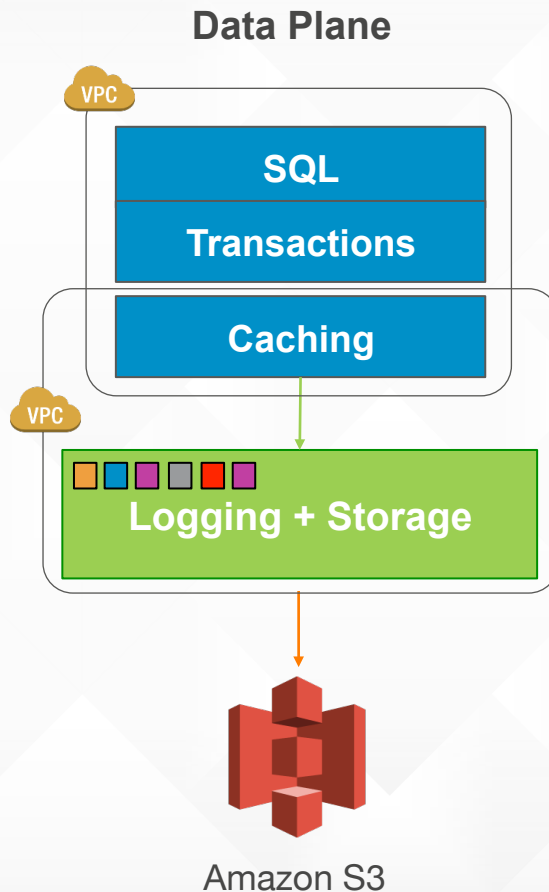 Data Plane
VPC
SQL
Transactions
Caching
VPC
Logging + Storage
Amazon S3